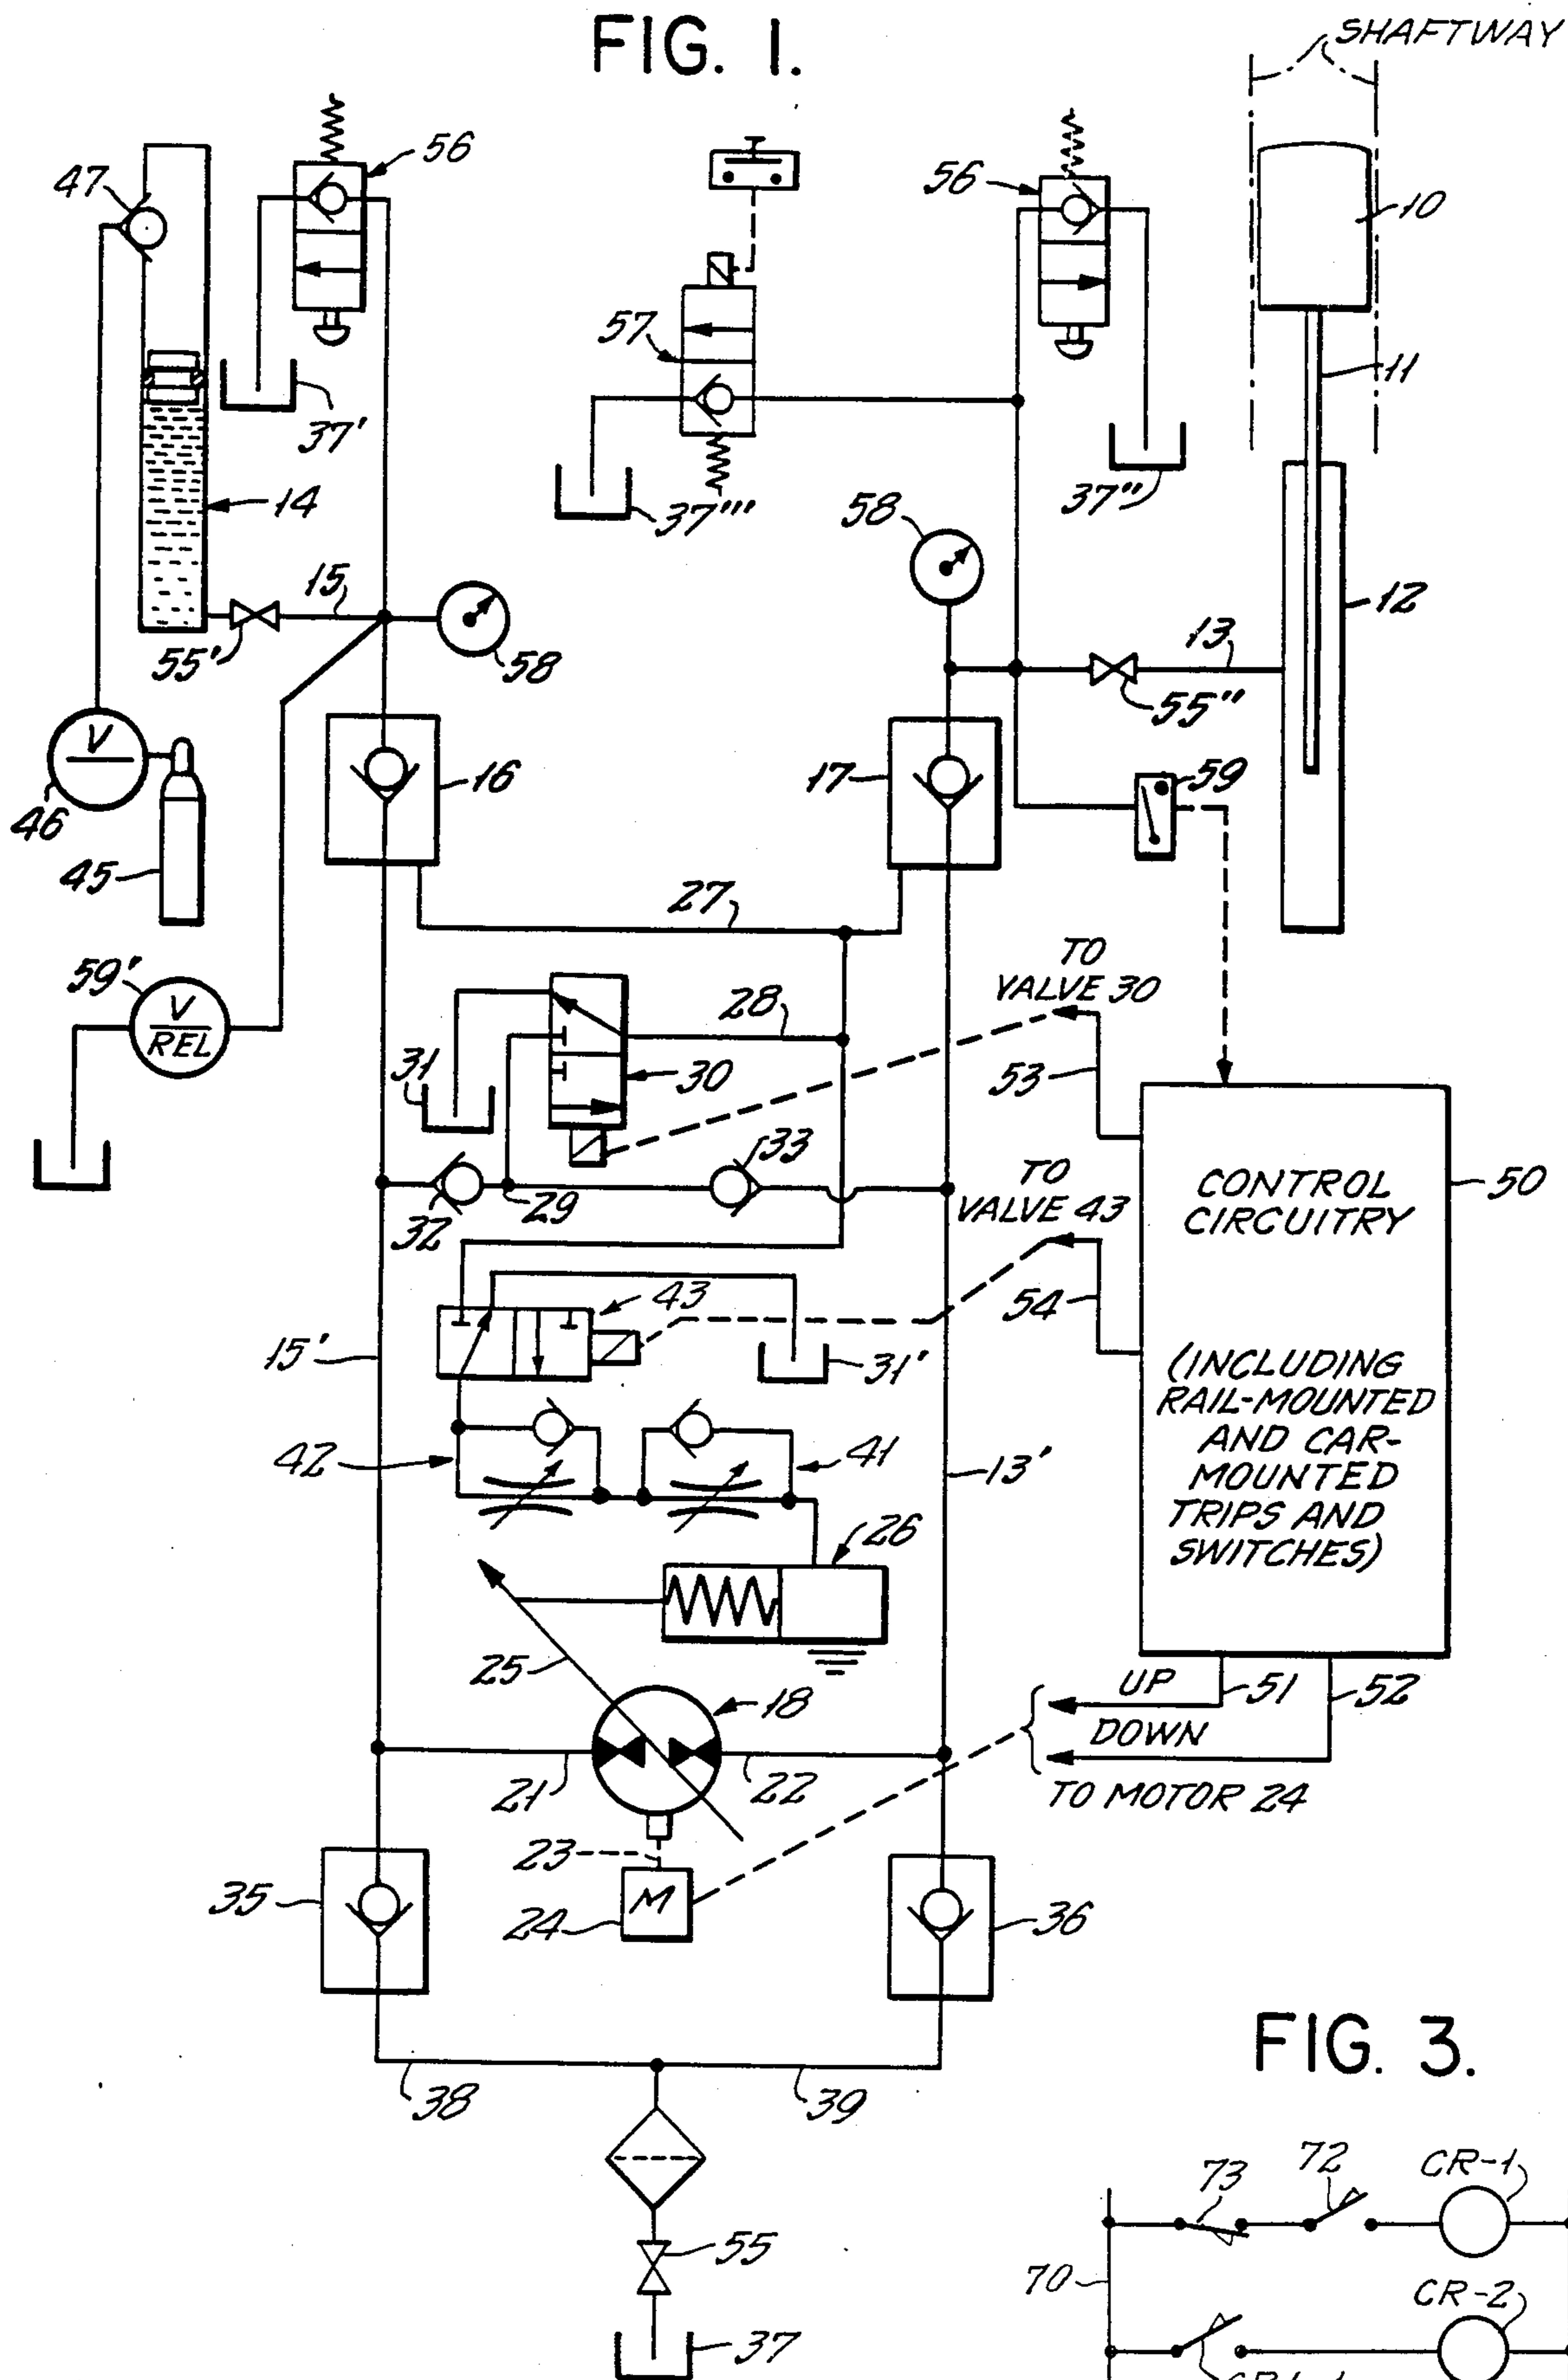 FIG. 1.
SHAFTWAY
47
56
56
10
57
11
37'
14
37'''
58
37''
15
12
55'
58
13
55''
V
46
16
17
59
45
27
59'
V
REL
28
TO
VALVE 30
31
30
53
33
TO
VALVE 43
32
29
CONTROL
CIRCUITRY
50
43
54
15'
31'
(INCLUDING
RAIL-MOUNTED
AND CAR-
MOUNTED
TRIPS AND
SWITCHES)
42
41
13'
26
25
18
UP
51
52
DOWN
21
22
TO MOTOR 24
23
35
M
24
36
FIG. 3.
38
39
73
72
CR-1
55
70
CR-2
37